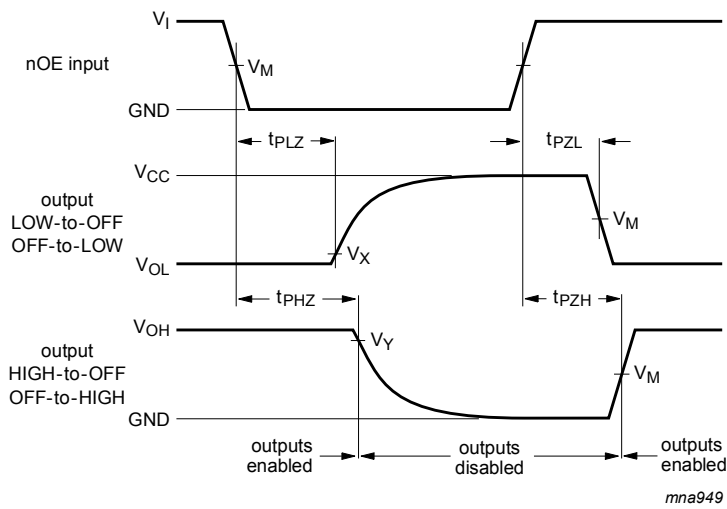 VI
nOE input
VM
GND
tPLZ
tPZL
VCC
output
LOW-to-OFF
OFF-to-LOW
VM
VX
VOL
tPHZ
tPZH
VOH
VY
output
HIGH-to-OFF
OFF-to-HIGH
VM
GND
outputs
enabled
outputs
disabled
outputs
enabled
mna949